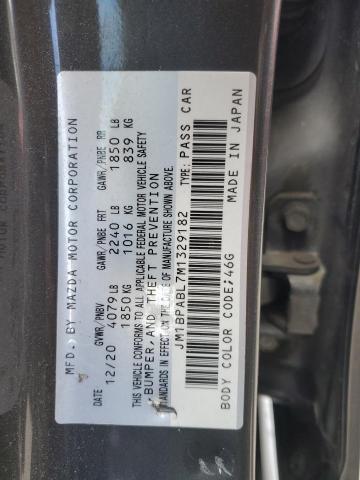 MFD. BY MAZDA MOTOR CORPORATION
DATE GVWR/PNBV GAWR/PNBE FRT GAWR/PNBE RR
12/20 4079 LB 2240 LB 1850 LB
1850 KG 1016 KG 839 KG
THIS VEHICLE CONFORMS TO ALL APPLICABLE FEDERAL MOTOR VEHICLE SAFETY
BUMPER, AND THEFT PREVENTION
STANDARDS IN EFFECT ON THE DATE OF MANUFACTURE SHOWN ABOVE.
JM1BPABL7M1329182 TYPE: PASS CAR
BODY COLOR CODE: 46G MADE IN JAPAN